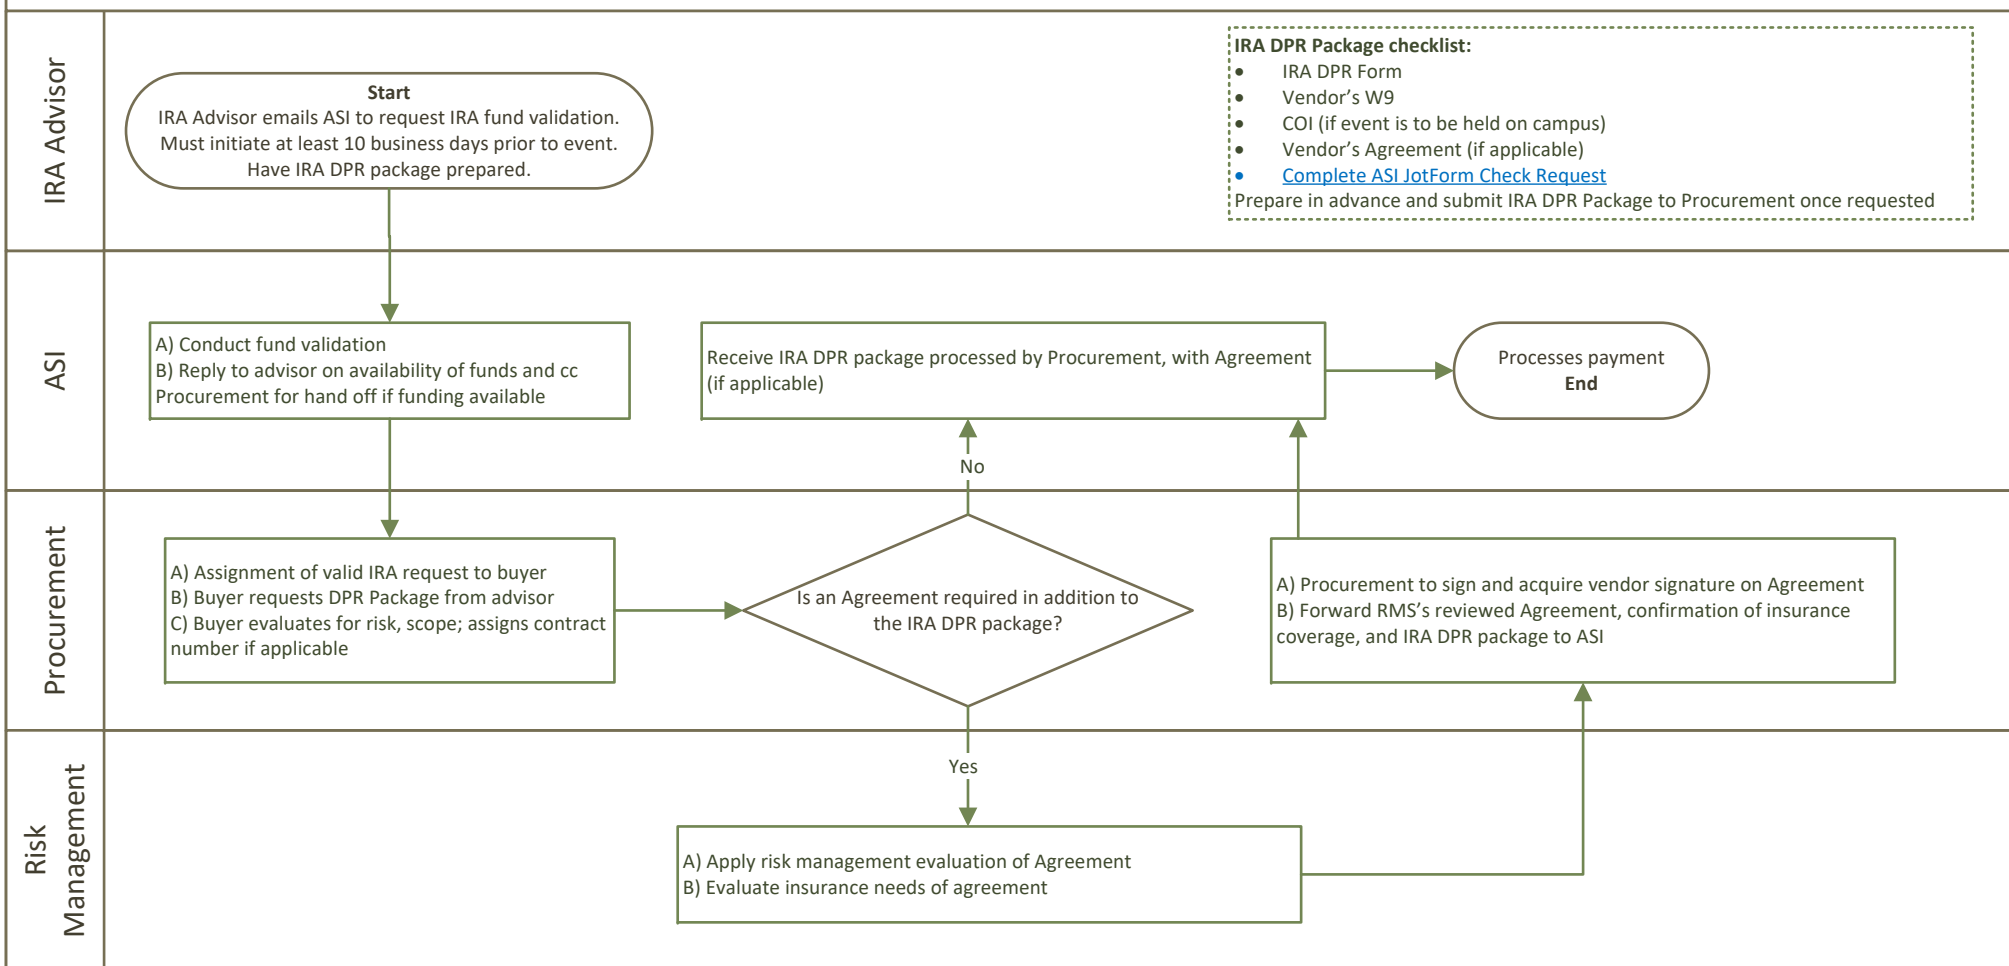 IRA Advisor
Start
IRA Advisor emails ASI to request IRA fund validation.
Must initiate at least 10 business days prior to event.
Have IRA DPR package prepared.
IRA DPR Package checklist:
• IRA DPR Form
• Vendor's W9
• COI (if event is to be held on campus)
• Vendor's Agreement (if applicable)
• Complete ASI JotForm Check Request
Prepare in advance and submit IRA DPR Package to Procurement once requested
ASI
A) Conduct fund validation
B) Reply to advisor on availability of funds and cc
Procurement for hand off if funding available
Receive IRA DPR package processed by Procurement, with Agreement
(if applicable)
Processes payment
End
No
Procurement
A) Assignment of valid IRA request to buyer
B) Buyer requests DPR Package from advisor
C) Buyer evaluates for risk, scope; assigns contract
number if applicable
Is an Agreement required in addition to
the IRA DPR package?
A) Procurement to sign and acquire vendor signature on Agreement
B) Forward RMS's reviewed Agreement, confirmation of insurance
coverage, and IRA DPR package to ASI
Yes
Risk
Management
A) Apply risk management evaluation of Agreement
B) Evaluate insurance needs of agreement